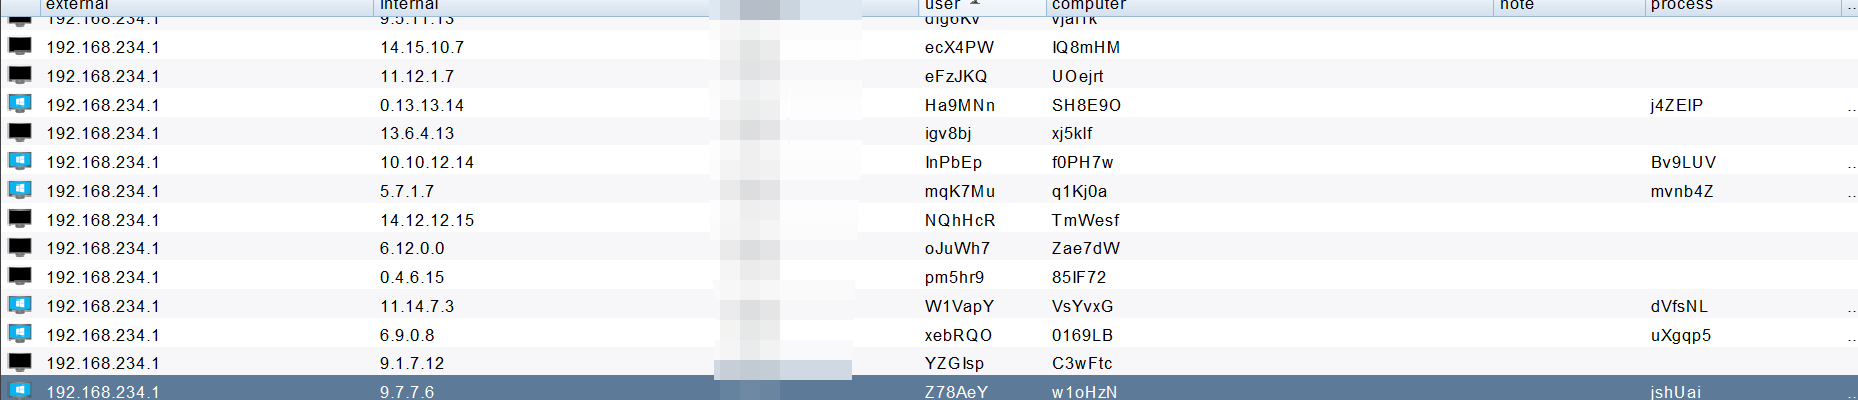 external internal user computer note process ..
192.168.234.1 9.5.11.13 dig6Kv
192.168.234.1 14.15.10.7 ecX4PW IQ8mHM
192.168.234.1 11.12.1.7 eFzJKQ UOejrt
192.168.234.1 0.13.13.14 Ha9MNn SH8E9O j4ZEIP ..
192.168.234.1 13.6.4.13 igv8bj xj5klf
192.168.234.1 10.10.12.14 InPbEp f0PH7w Bv9LUV ..
192.168.234.1 5.7.1.7 mqK7Mu q1Kj0a mvnb4Z ..
192.168.234.1 14.12.12.15 NQhHcR TmWesf
192.168.234.1 6.12.0.0 oJuWh7 Zae7dW
192.168.234.1 0.4.6.15 pm5hr9 85IF72
192.168.234.1 11.14.7.3 W1VapY VsYvxG dVfsNL ..
192.168.234.1 6.9.0.8 xebRQO 0169LB uXgqp5 ..
192.168.234.1 9.1.7.12 YZGIsp C3wFtc
192.168.234.1 9.7.7.6 Z78AeY w1oHzN jshUai ..